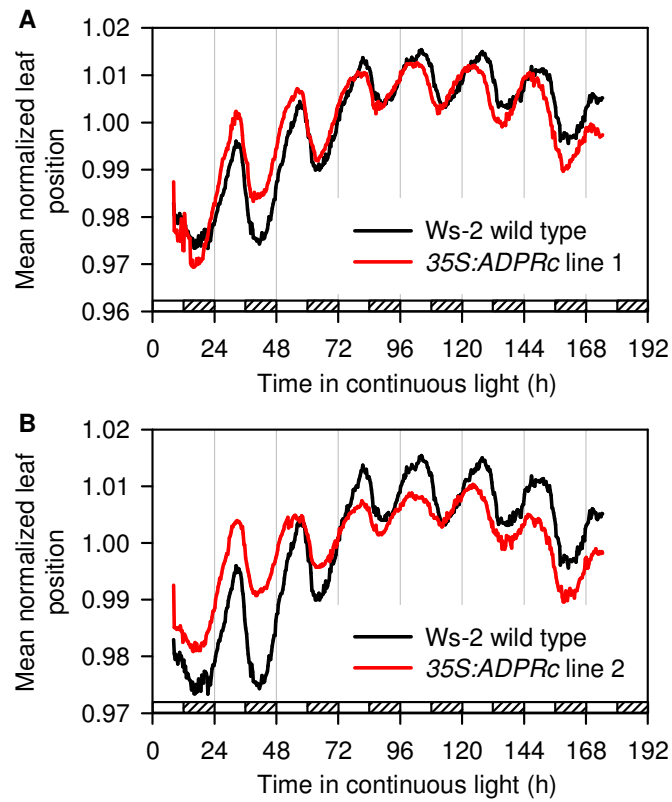 A
1.02
1.01
1.00
0.99
0.98
0.97
0.96
Mean normalized leaf
position
Ws-2 wild type
35S:ADPRc line 1
0 24 48 72 96 120 144 168 192
Time in continuous light (h)
B
1.02
1.01
1.00
0.99
0.98
0.97
Mean normalized leaf
position
Ws-2 wild type
35S:ADPRc line 2
0 24 48 72 96 120 144 168 192
Time in continuous light (h)